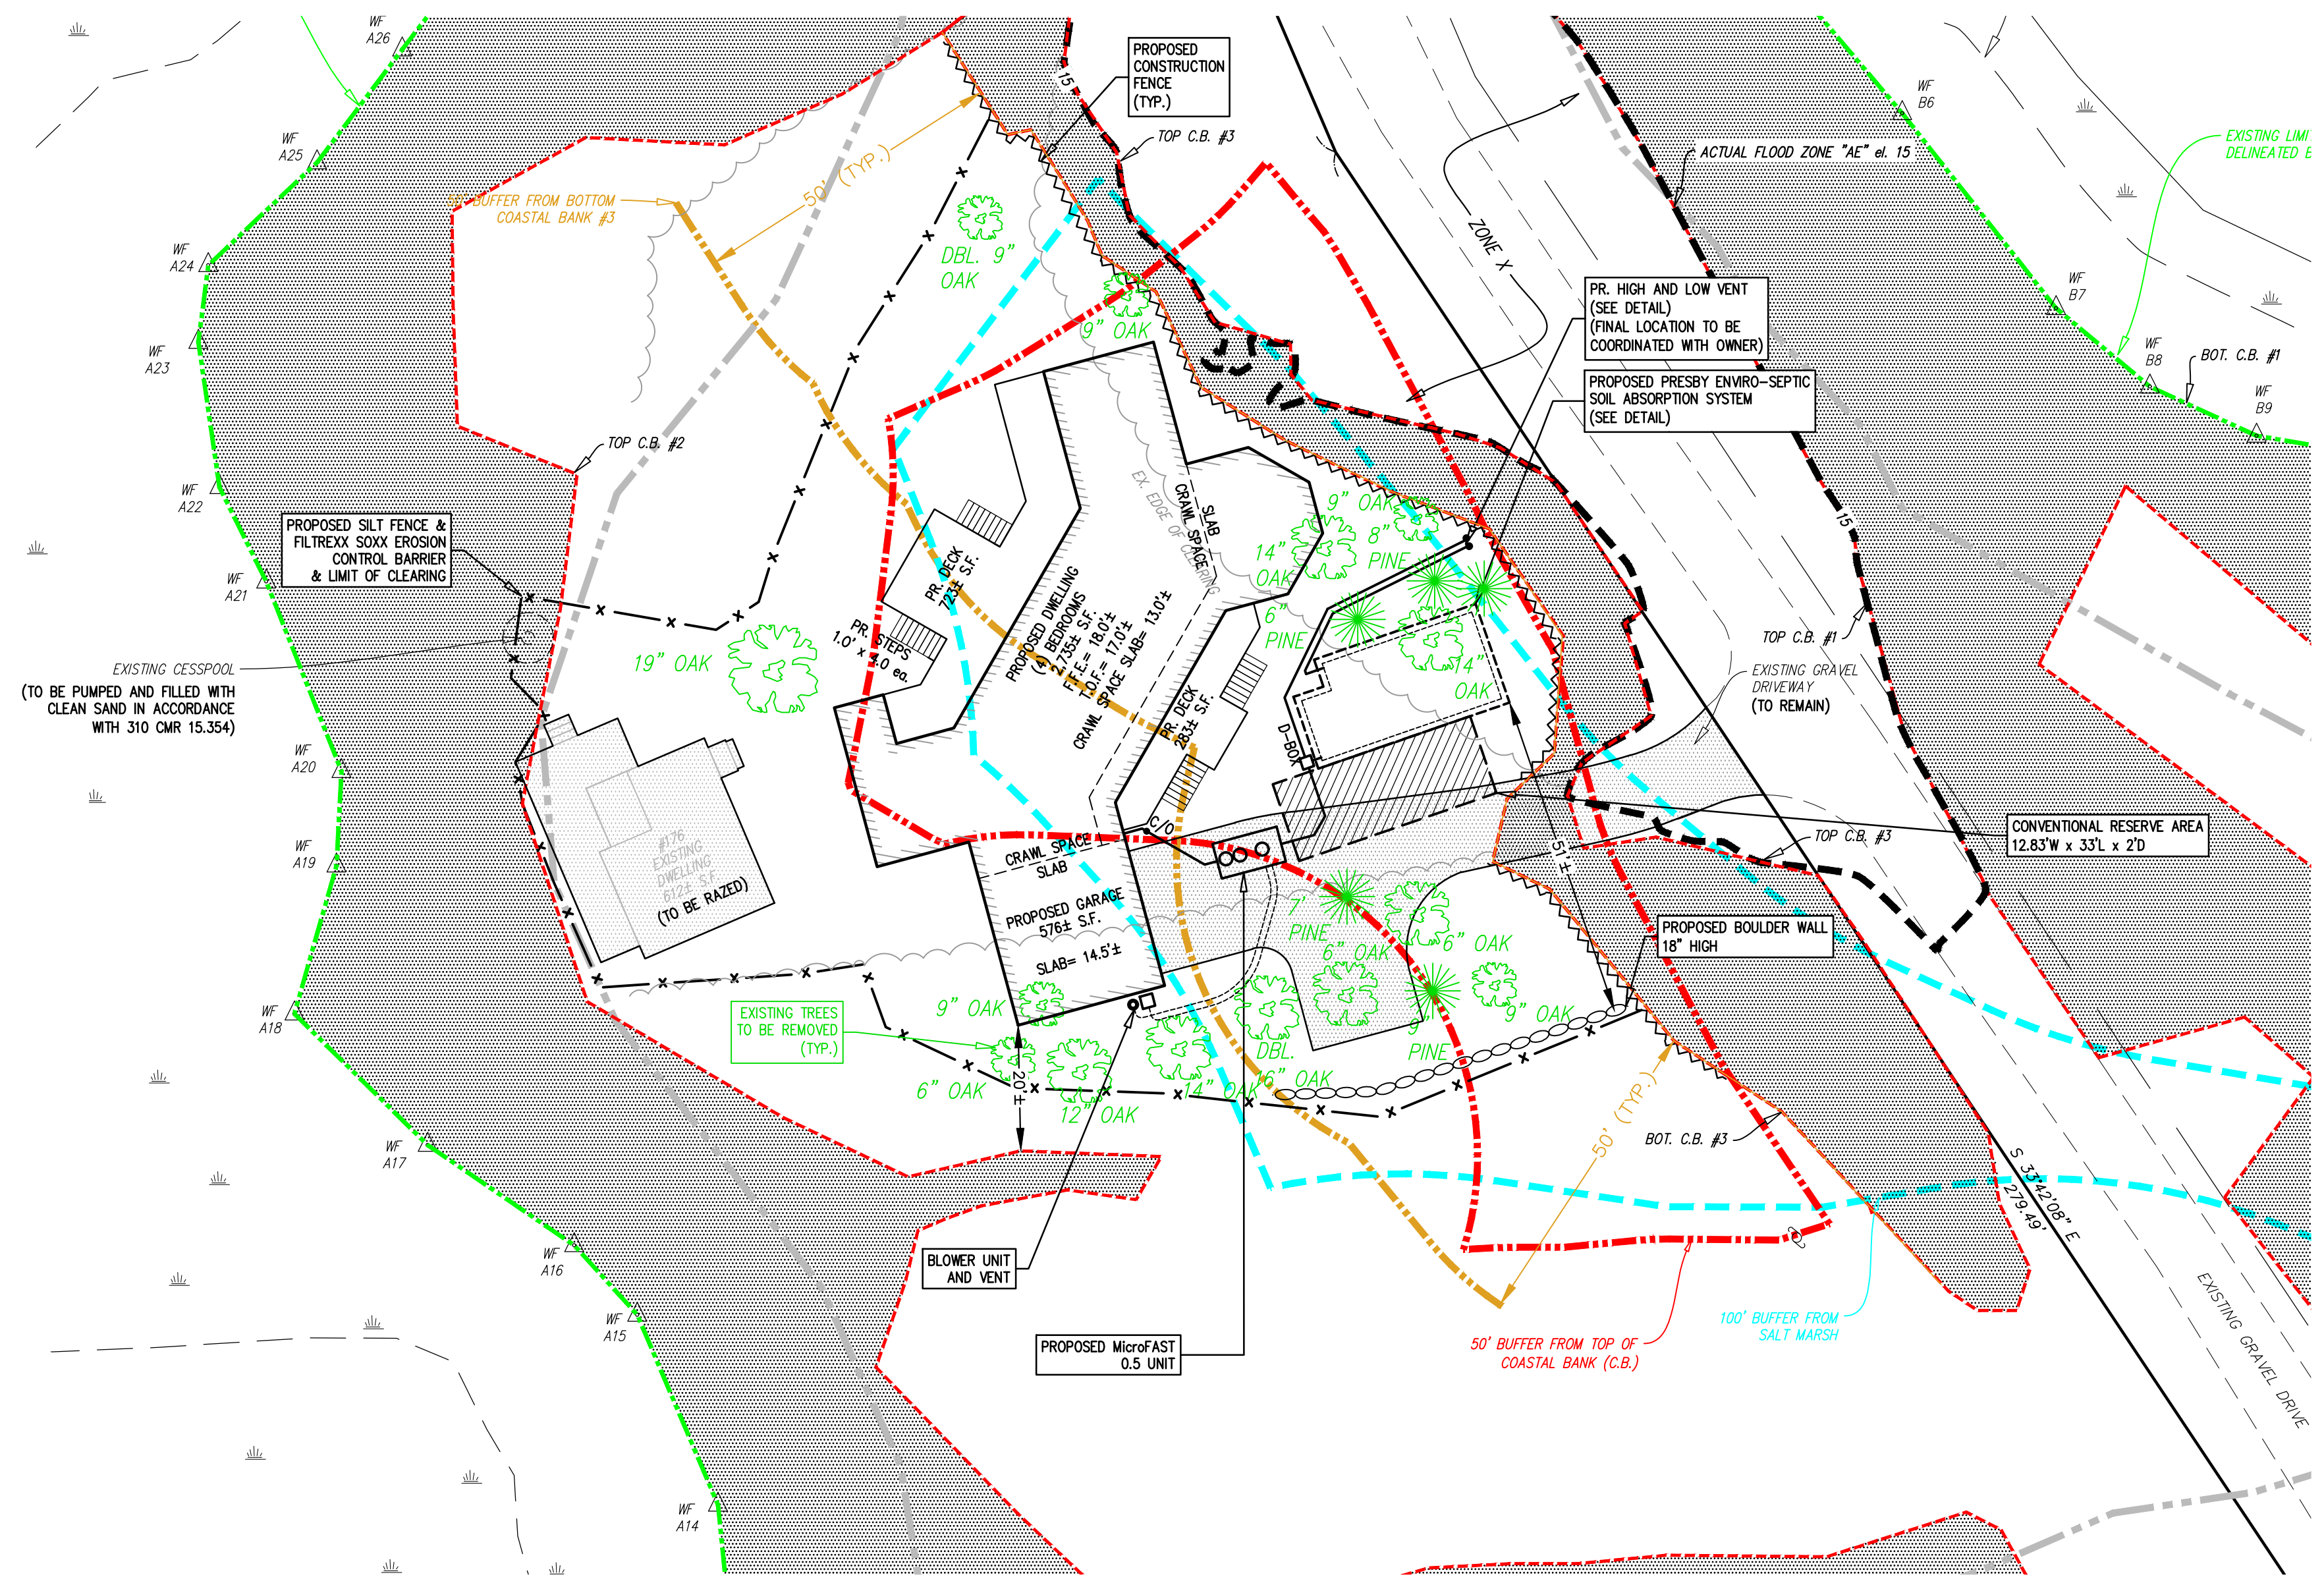 WF
A26
WF
A25
WF
A24
WF
A23
WF
A22
WF
A21
WF
A20
WF
A19
WF
A18
WF
A17
WF
A16
WF
A15
WF
A14
WF
B6
WF
B7
WF
B8
WF
B9
PROPOSED
CONSTRUCTION
FENCE
(TYP.)
15
TOP C.B. #3
50' (TYP.)
50' BUFFER FROM BOTTOM
COASTAL BANK #3
ACTUAL FLOOD ZONE "AE" el. 15
EXISTING LIMI
DELINEATED B
ZONE X
DBL. 9"
OAK
9" OAK
PR. HIGH AND LOW VENT
(SEE DETAIL)
(FINAL LOCATION TO BE
COORDINATED WITH OWNER)
PROPOSED PRESBY ENVIRO-SEPTIC
SOIL ABSORPTION SYSTEM
(SEE DETAIL)
BOT. C.B. #1
TOP C.B. #2
PROPOSED SILT FENCE &
FILTREXX SOXX EROSION
CONTROL BARRIER
& LIMIT OF CLEARING
EXISTING CESSPOOL
(TO BE PUMPED AND FILLED WITH
CLEAN SAND IN ACCORDANCE
WITH 310 CMR 15.354)
19" OAK
PR. DECK
723± S.F.
PR. STEPS
1.0' x 4.0 ea.
PROPOSED DWELLING
(4) BEDROOMS
2,735± S.F.
F.F.E.= 18.0'±
T.O.F.= 17.0'±
CRAWL SPACE SLAB= 13.0'±
SLAB
CRAWL SPACE
EX. EDGE OF CLEARING
9" OAK
8"
PINE
14"
OAK
6"
PINE
14"
OAK
PR. DECK
283± S.F.
D-BOX
C/O
15
TOP C.B. #1
EXISTING GRAVEL
DRIVEWAY
(TO REMAIN)
CONVENTIONAL RESERVE AREA
12.83'W x 33'L x 2'D
TOP C.B. #3
51'±
#176
EXISTING
DWELLING
612± S.F.
(TO BE RAZED)
CRAWL SPACE
SLAB
PROPOSED GARAGE
576± S.F.
SLAB= 14.5'±
7'
PINE
6" OAK
6" OAK
9" OAK
9"
PINE
DBL.
6" OAK
14" OAK
12" OAK
6" OAK
9" OAK
PROPOSED BOULDER WALL
18" HIGH
EXISTING TREES
TO BE REMOVED
(TYP.)
20'±
50' (TYP.)
BOT. C.B. #3
BLOWER UNIT
AND VENT
PROPOSED MicroFAST
0.5 UNIT
50' BUFFER FROM TOP OF
COASTAL BANK (C.B.)
100' BUFFER FROM
SALT MARSH
S 33°42'08" E
279.49'
EXISTING GRAVEL DRIVE